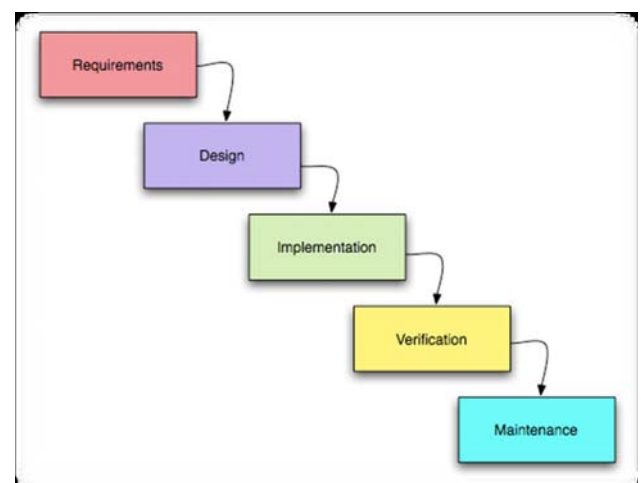 Requirements
Design
Implementation
Verification
Maintenance